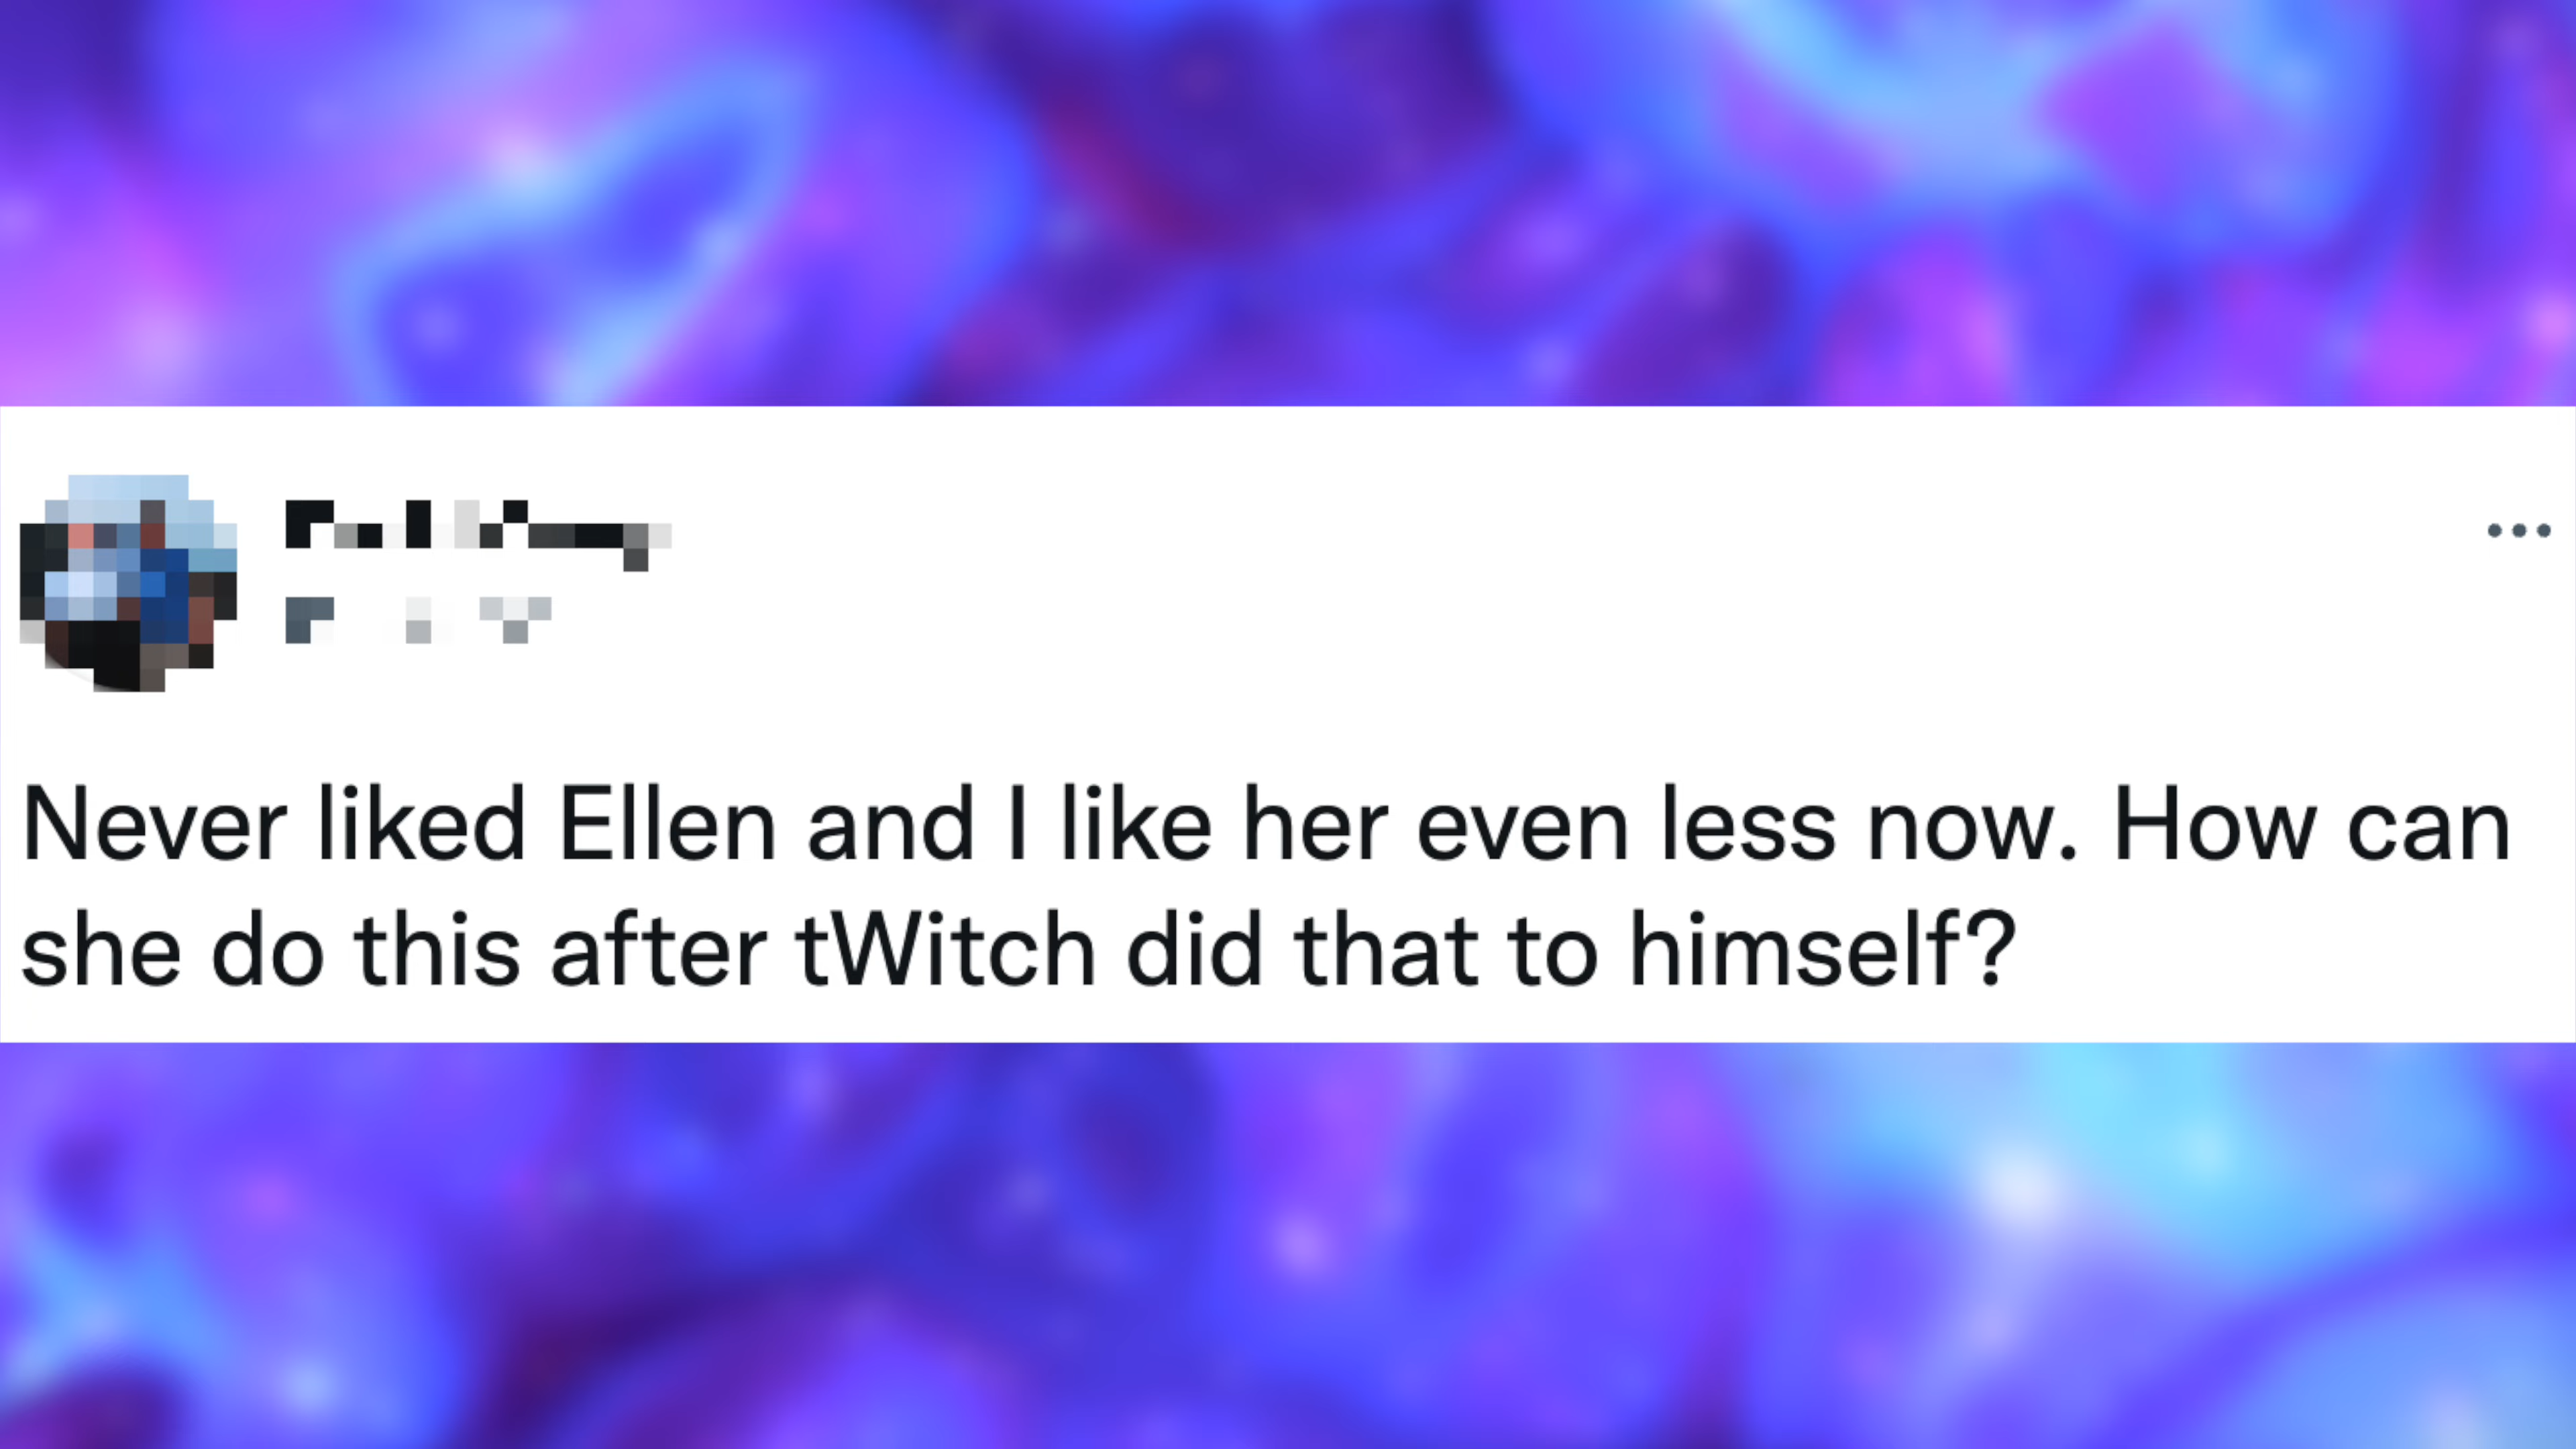 Never liked Ellen and I like her even less now. How can
she do this after tWitch did that to himself?